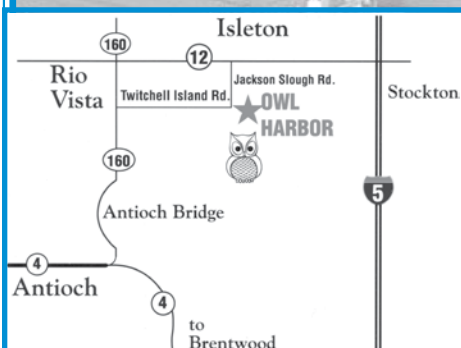 Isleton
160
12
Rio
Vista
Jackson Slough Rd.
Twitchell Island Rd.
Stockton
OWL
HARBOR
160
5
Antioch Bridge
4
Antioch
4
to
Brentwood